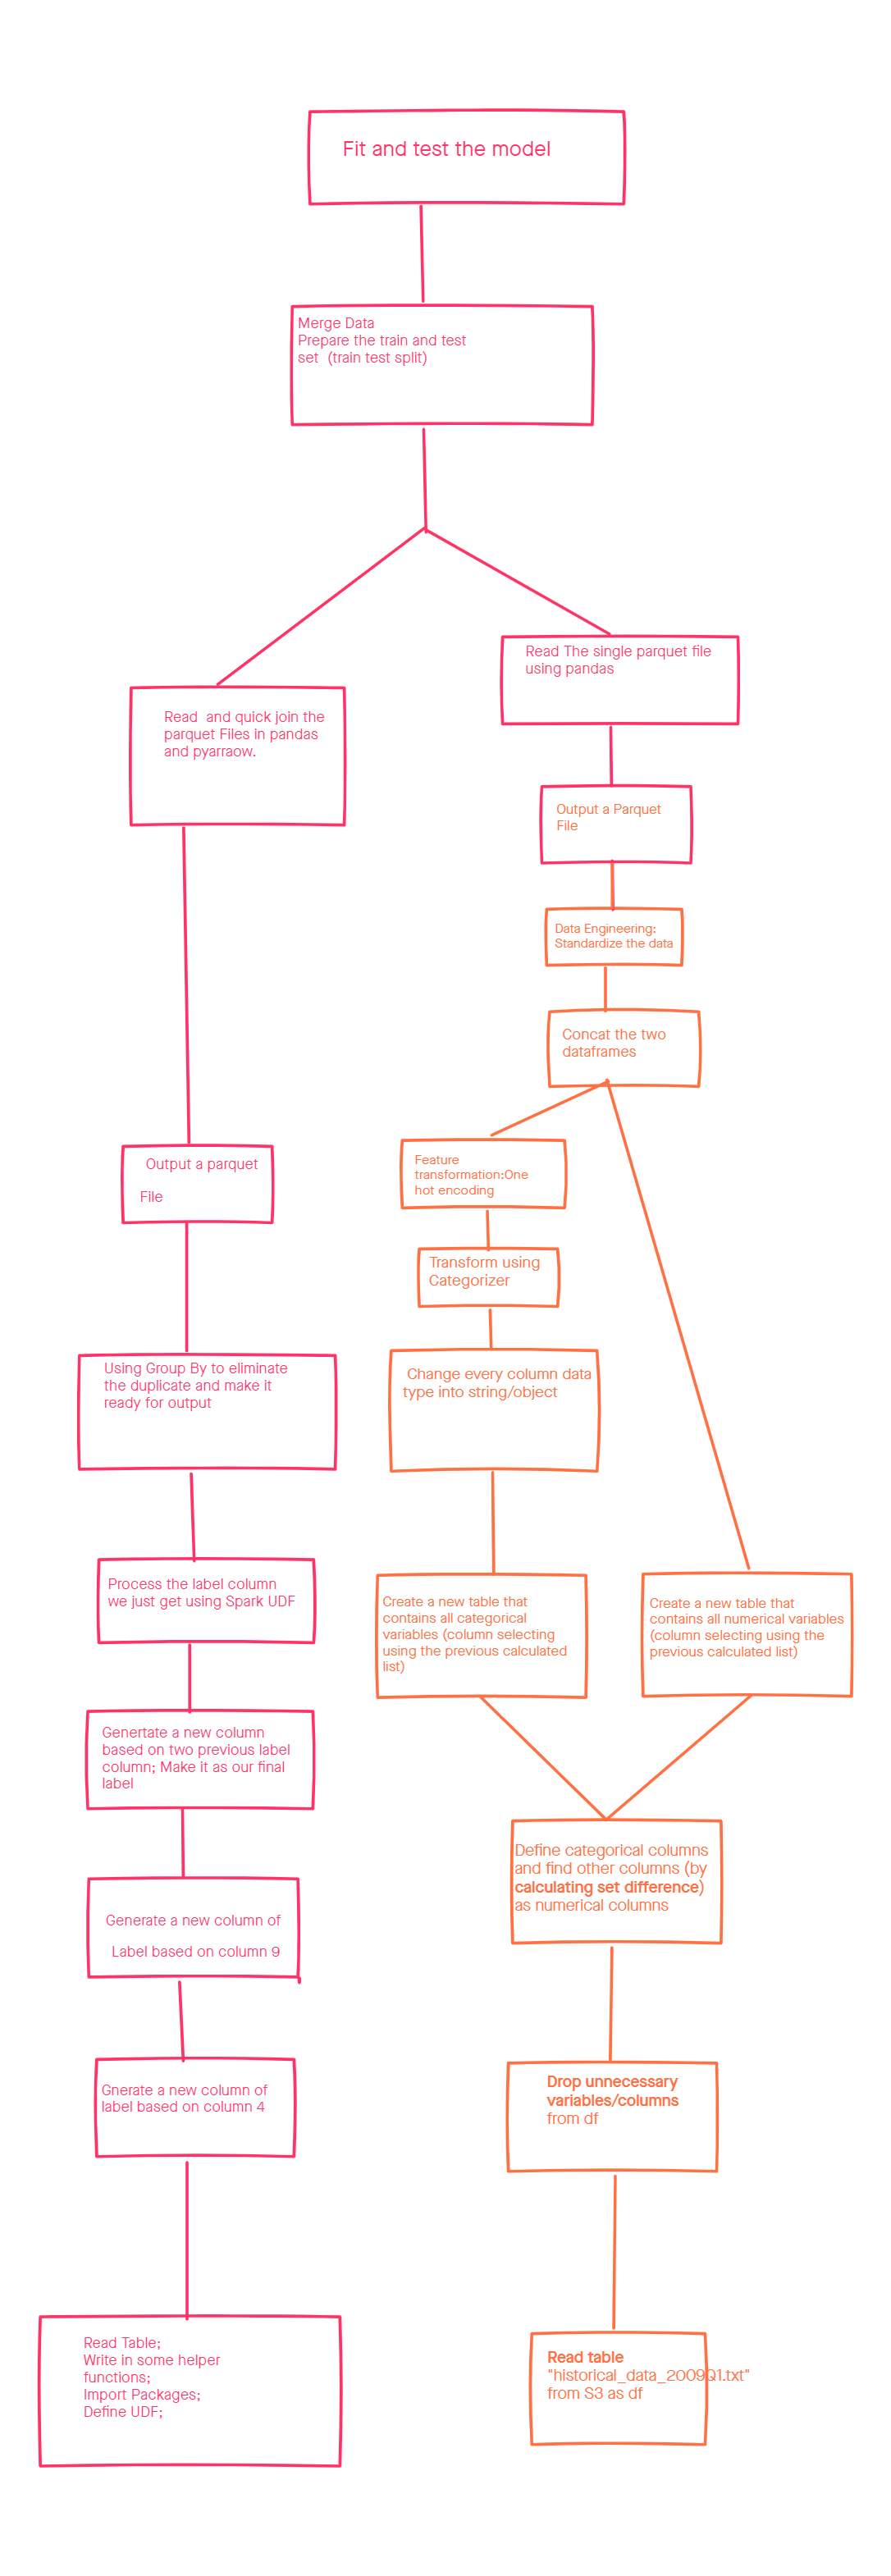 Fit and test the model
Merge Data
Prepare the train and test
set  (train test split)
Read The single parquet file
using pandas
Read  and quick join the
parquet Files in pandas
and pyarraow.
Output a Parquet
File
Data Engineering:
Standardize the data
Concat the two
dataframes
Feature
transformation:One
hot encoding
Output a parquet
File
Transform using
Categorizer
Using Group By to eliminate
the duplicate and make it
ready for output
Change every column data
type into string/object
Process the label column
we just get using Spark UDF
Create a new table that
contains all categorical
variables (column selecting
using the previous calculated
list)
Create a new table that
contains all numerical variables
(column selecting using the
previous calculated list)
Genertate a new column
based on two previous label
column; Make it as our final
label
Define categorical columns
and find other columns (by
calculating set difference)
as numerical columns
Generate a new column of
Label based on column 9
Gnerate a new column of
label based on column 4
Drop unnecessary
variables/columns
from df
Read Table;
Write in some helper
functions;
Import Packages;
Define UDF;
Read table
"historical_data_2009Q1.txt"
from S3 as df